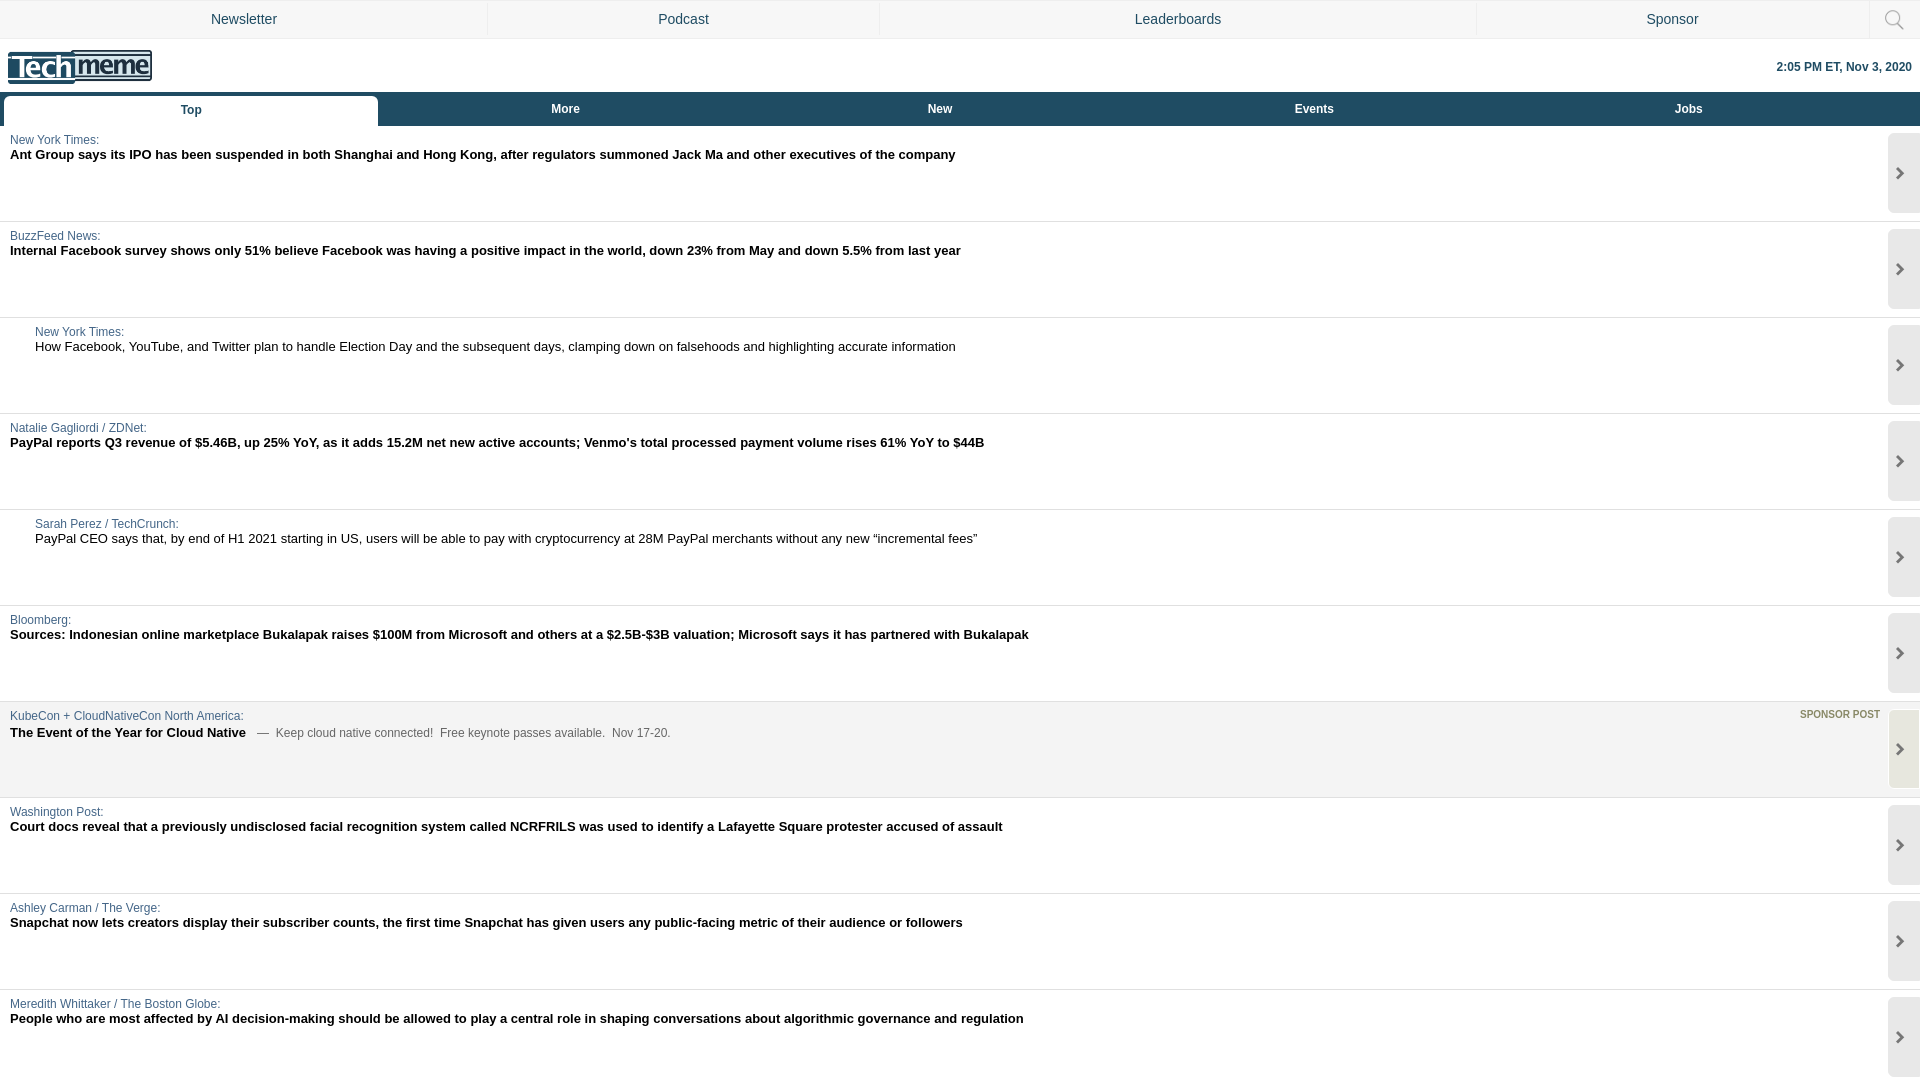 Newsletter
Podcast
Leaderboards
Sponsor
Techmeme
2:05 PM ET, Nov 3, 2020
Top
More
New
Events
Jobs
New York Times:
Ant Group says its IPO has been suspended in both Shanghai and Hong Kong, after regulators summoned Jack Ma and other executives of the company
BuzzFeed News:
Internal Facebook survey shows only 51% believe Facebook was having a positive impact in the world, down 23% from May and down 5.5% from last year
New York Times:
How Facebook, YouTube, and Twitter plan to handle Election Day and the subsequent days, clamping down on falsehoods and highlighting accurate information
Natalie Gagliordi / ZDNet:
PayPal reports Q3 revenue of $5.46B, up 25% YoY, as it adds 15.2M net new active accounts; Venmo's total processed payment volume rises 61% YoY to $44B
Sarah Perez / TechCrunch:
PayPal CEO says that, by end of H1 2021 starting in US, users will be able to pay with cryptocurrency at 28M PayPal merchants without any new “incremental fees”
Bloomberg:
Sources: Indonesian online marketplace Bukalapak raises $100M from Microsoft and others at a $2.5B-$3B valuation; Microsoft says it has partnered with Bukalapak
KubeCon + CloudNativeCon North America:
SPONSOR POST
The Event of the Year for Cloud Native — Keep cloud native connected! Free keynote passes available. Nov 17-20.
Washington Post:
Court docs reveal that a previously undisclosed facial recognition system called NCRFRILS was used to identify a Lafayette Square protester accused of assault
Ashley Carman / The Verge:
Snapchat now lets creators display their subscriber counts, the first time Snapchat has given users any public-facing metric of their audience or followers
Meredith Whittaker / The Boston Globe:
People who are most affected by AI decision-making should be allowed to play a central role in shaping conversations about algorithmic governance and regulation